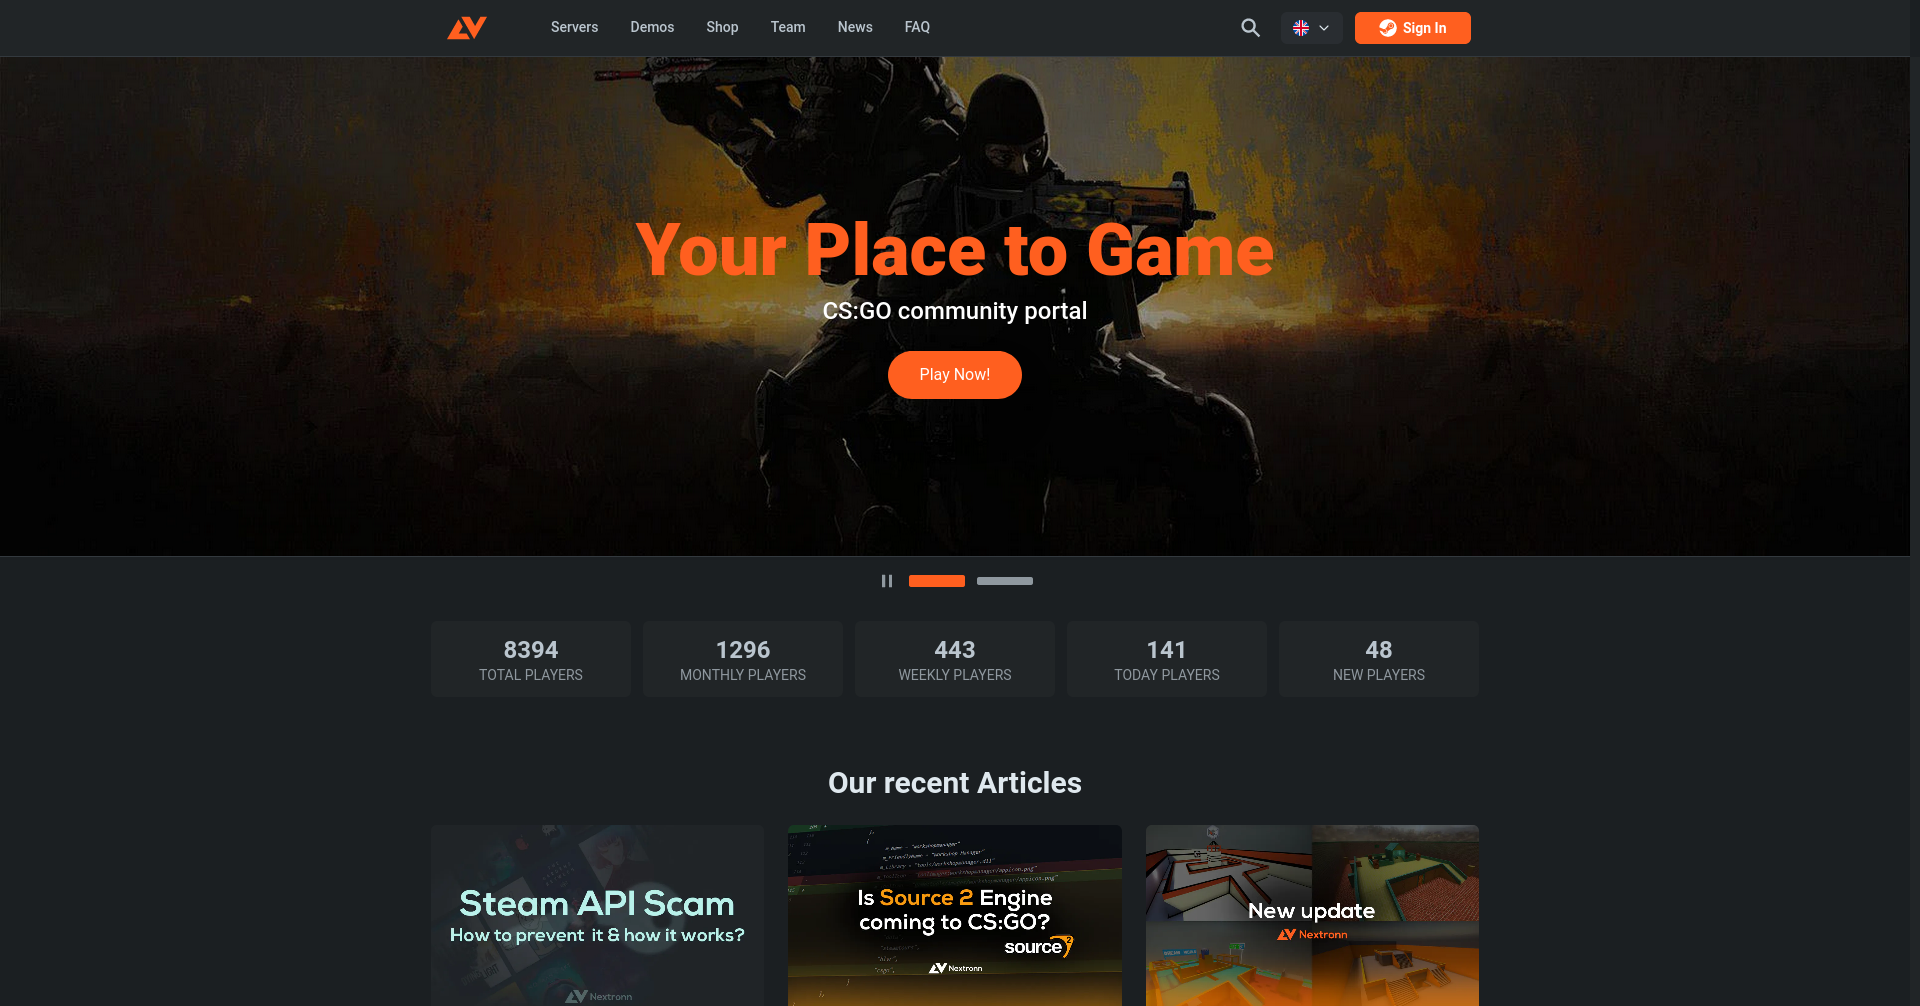 Servers
Demos
Shop
Team
News
FAQ
Sign In
Your Place to Game
CS:GO community portal
Play Now!
8394
TOTAL PLAYERS
1296
MONTHLY PLAYERS
443
WEEKLY PLAYERS
141
TODAY PLAYERS
48
NEW PLAYERS
Our recent Articles
Steam API Scam
How to prevent it & how it works?
Nextronn
Is Source 2 Engine
coming to CS:GO?
source 2
Nextronn
New update
Nextronn